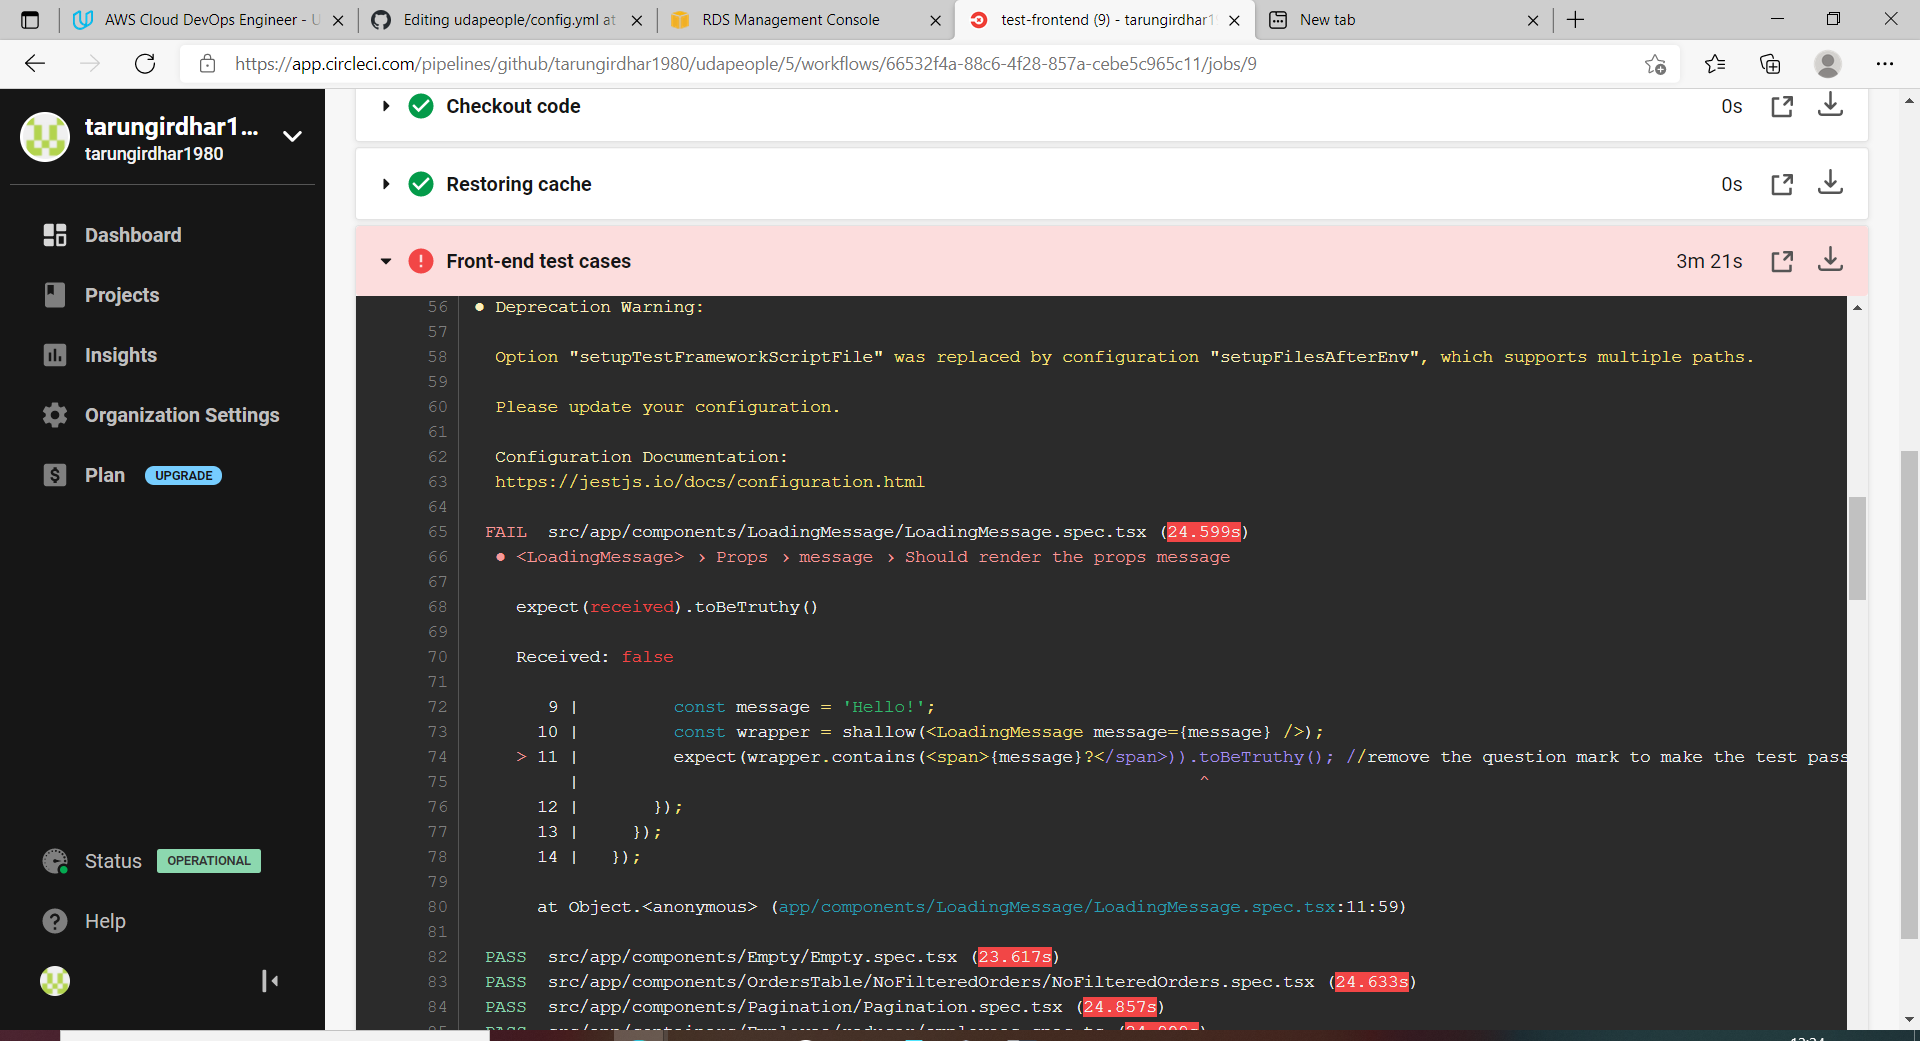 AWS Cloud DevOps Engineer - U
Editing udapeople/config.yml at
RDS Management Console
test-frontend (9) - tarungirdhar1
New tab
https://app.circleci.com/pipelines/github/tarungirdhar1980/udapeople/5/workflows/66532f4a-88c6-4f28-857a-cebe5c965c11/jobs/9
tarungirdhar1...
tarungirdhar1980
Dashboard
Projects
Insights
Organization Settings
Plan UPGRADE
Status OPERATIONAL
Help
Checkout code 0s
Restoring cache 0s
Front-end test cases 3m 21s
56 ● Deprecation Warning:
57
58 Option "setupTestFrameworkScriptFile" was replaced by configuration "setupFilesAfterEnv", which supports multiple paths.
59
60 Please update your configuration.
61
62 Configuration Documentation:
63 https://jestjs.io/docs/configuration.html
64
65 FAIL src/app/components/LoadingMessage/LoadingMessage.spec.tsx (24.599s)
66 ● <LoadingMessage> › Props › message › Should render the props message
67
68 expect(received).toBeTruthy()
69
70 Received: false
71
72 9 | const message = 'Hello!';
73 10 | const wrapper = shallow(<LoadingMessage message={message} />);
74 > 11 | expect(wrapper.contains(<span>{message}?</span>)).toBeTruthy(); //remove the question mark to make the test pass
75 | ^
76 12 | });
77 13 | });
78 14 | });
79
80 at Object.<anonymous> (app/components/LoadingMessage/LoadingMessage.spec.tsx:11:59)
81
82 PASS src/app/components/Empty/Empty.spec.tsx (23.617s)
83 PASS src/app/components/OrdersTable/NoFilteredOrders/NoFilteredOrders.spec.tsx (24.633s)
84 PASS src/app/components/Pagination/Pagination.spec.tsx (24.857s)